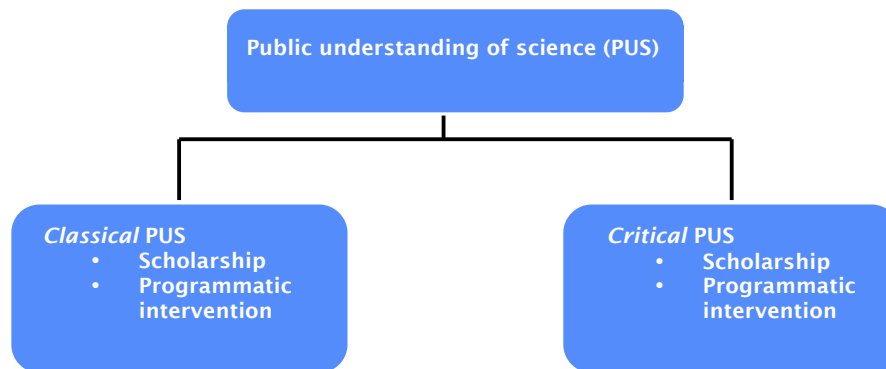 Public understanding of science (PUS)
Classical PUS
• Scholarship
• Programmatic
intervention
Critical PUS
• Scholarship
• Programmatic
intervention